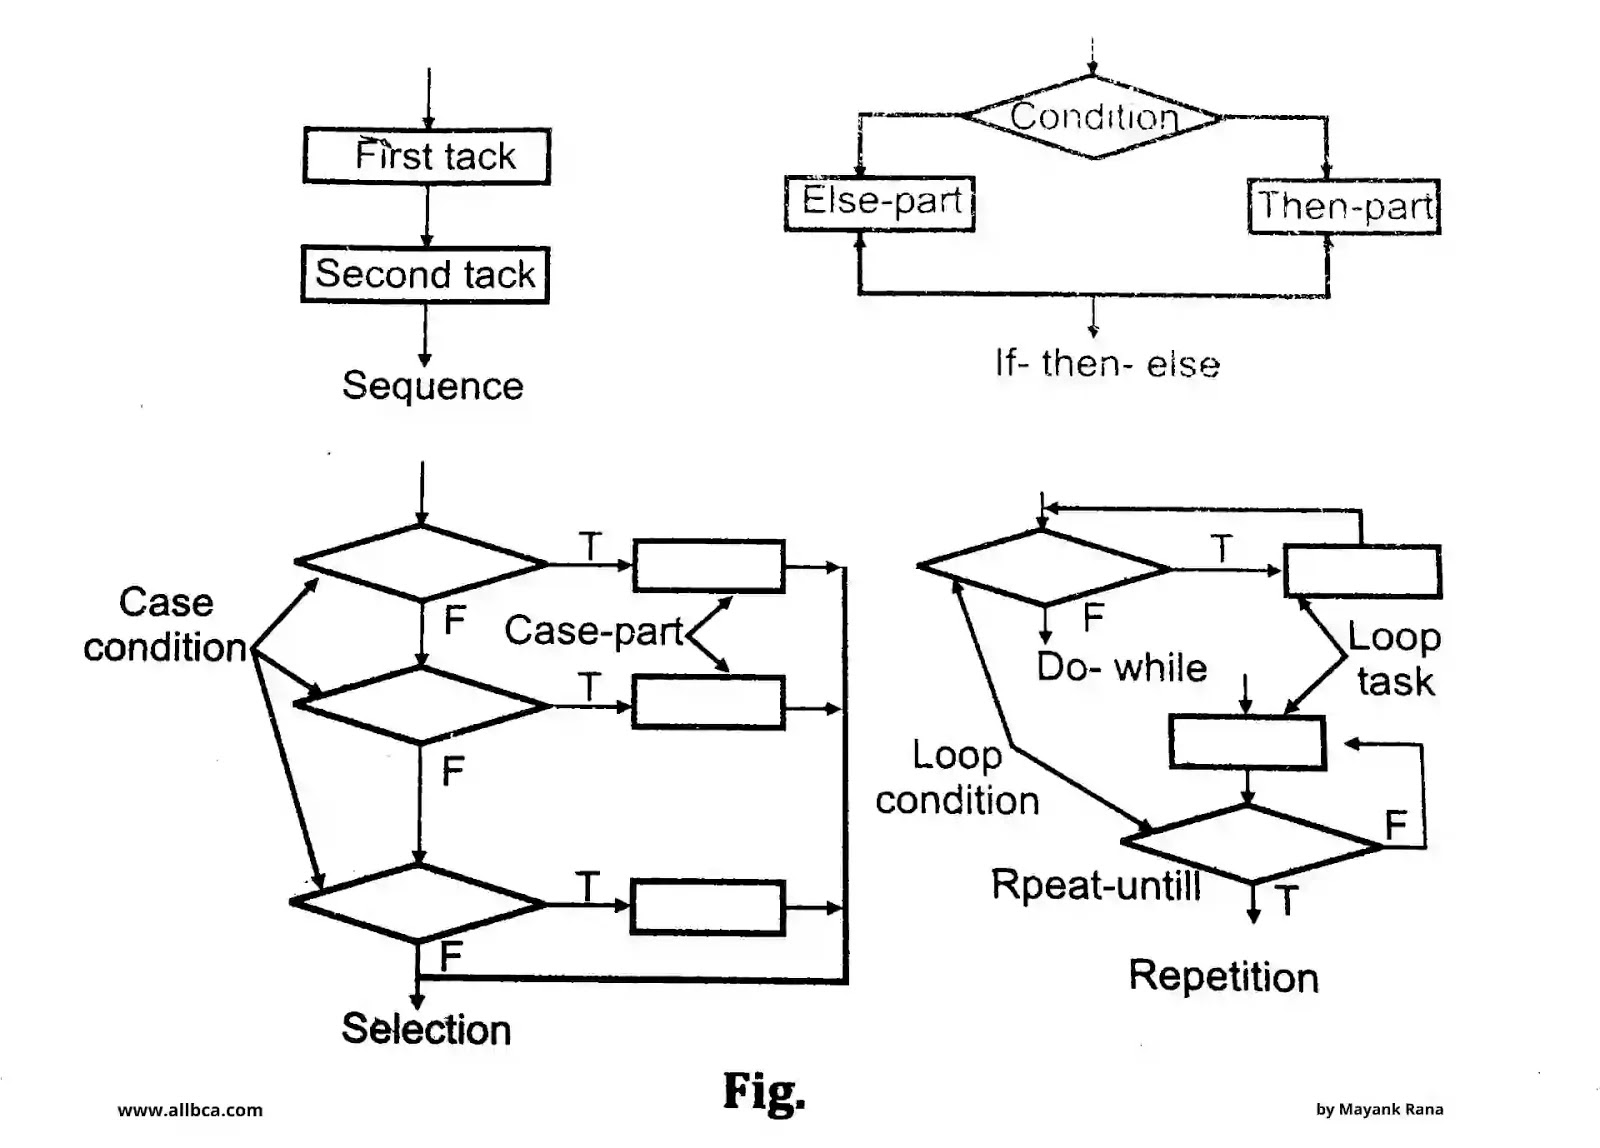 First tack
Second tack
Sequence
Condition
Else-part
Then-part
If- then- else
T
Case
condition
F
Case-part
T
F
T
F
Selection
T
F
Do- while
Loop
task
Loop
condition
F
Rpeat-untill
T
Repetition
Fig.
www.allbca.com
by Mayank Rana